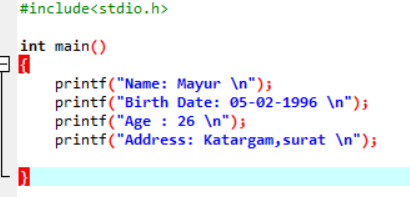 #include<stdio.h>
int main()
{
printf("Name: Mayur \n");
printf("Birth Date: 05-02-1996 \n");
printf("Age : 26 \n");
printf("Address: Katargam,surat \n");
}